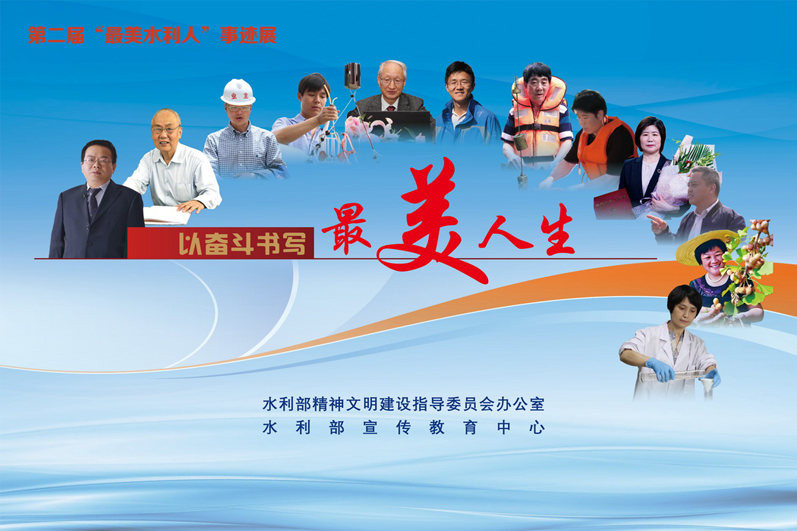 第二届“最美水利人”事迹展
业主
以奋斗书写 最美人生
水利部精神文明建设指导委员会办公室
水利部宣传教育中心